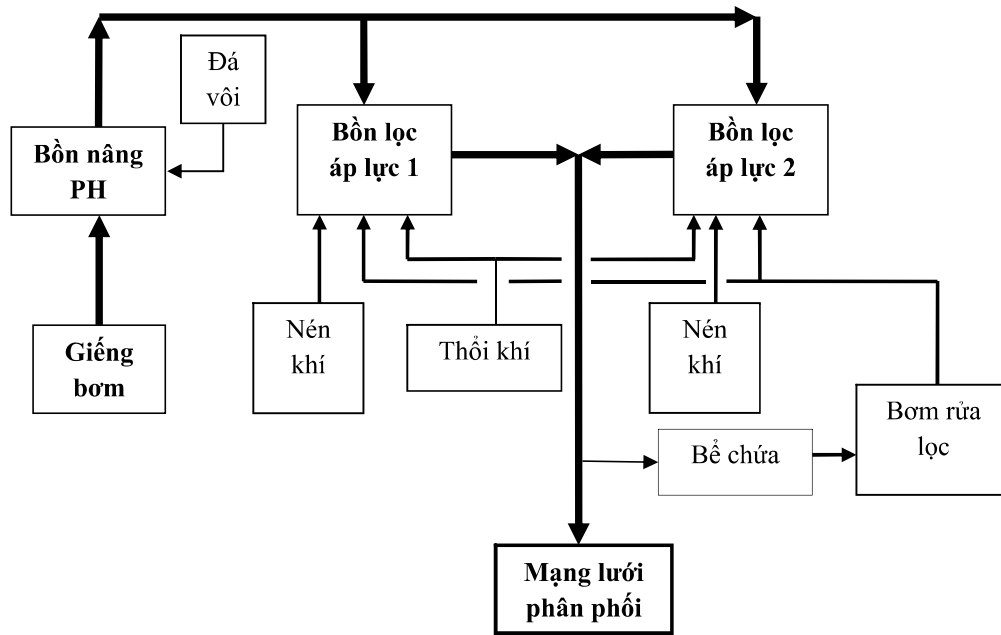 Đá
vôi
Bồn nâng
PH
Bồn lọc
áp lực 1
Bồn lọc
áp lực 2
Giếng
bơm
Nén
khí
Thổi khí
Nén
khí
Bơm rửa
lọc
Bể chứa
Mạng lưới
phân phối